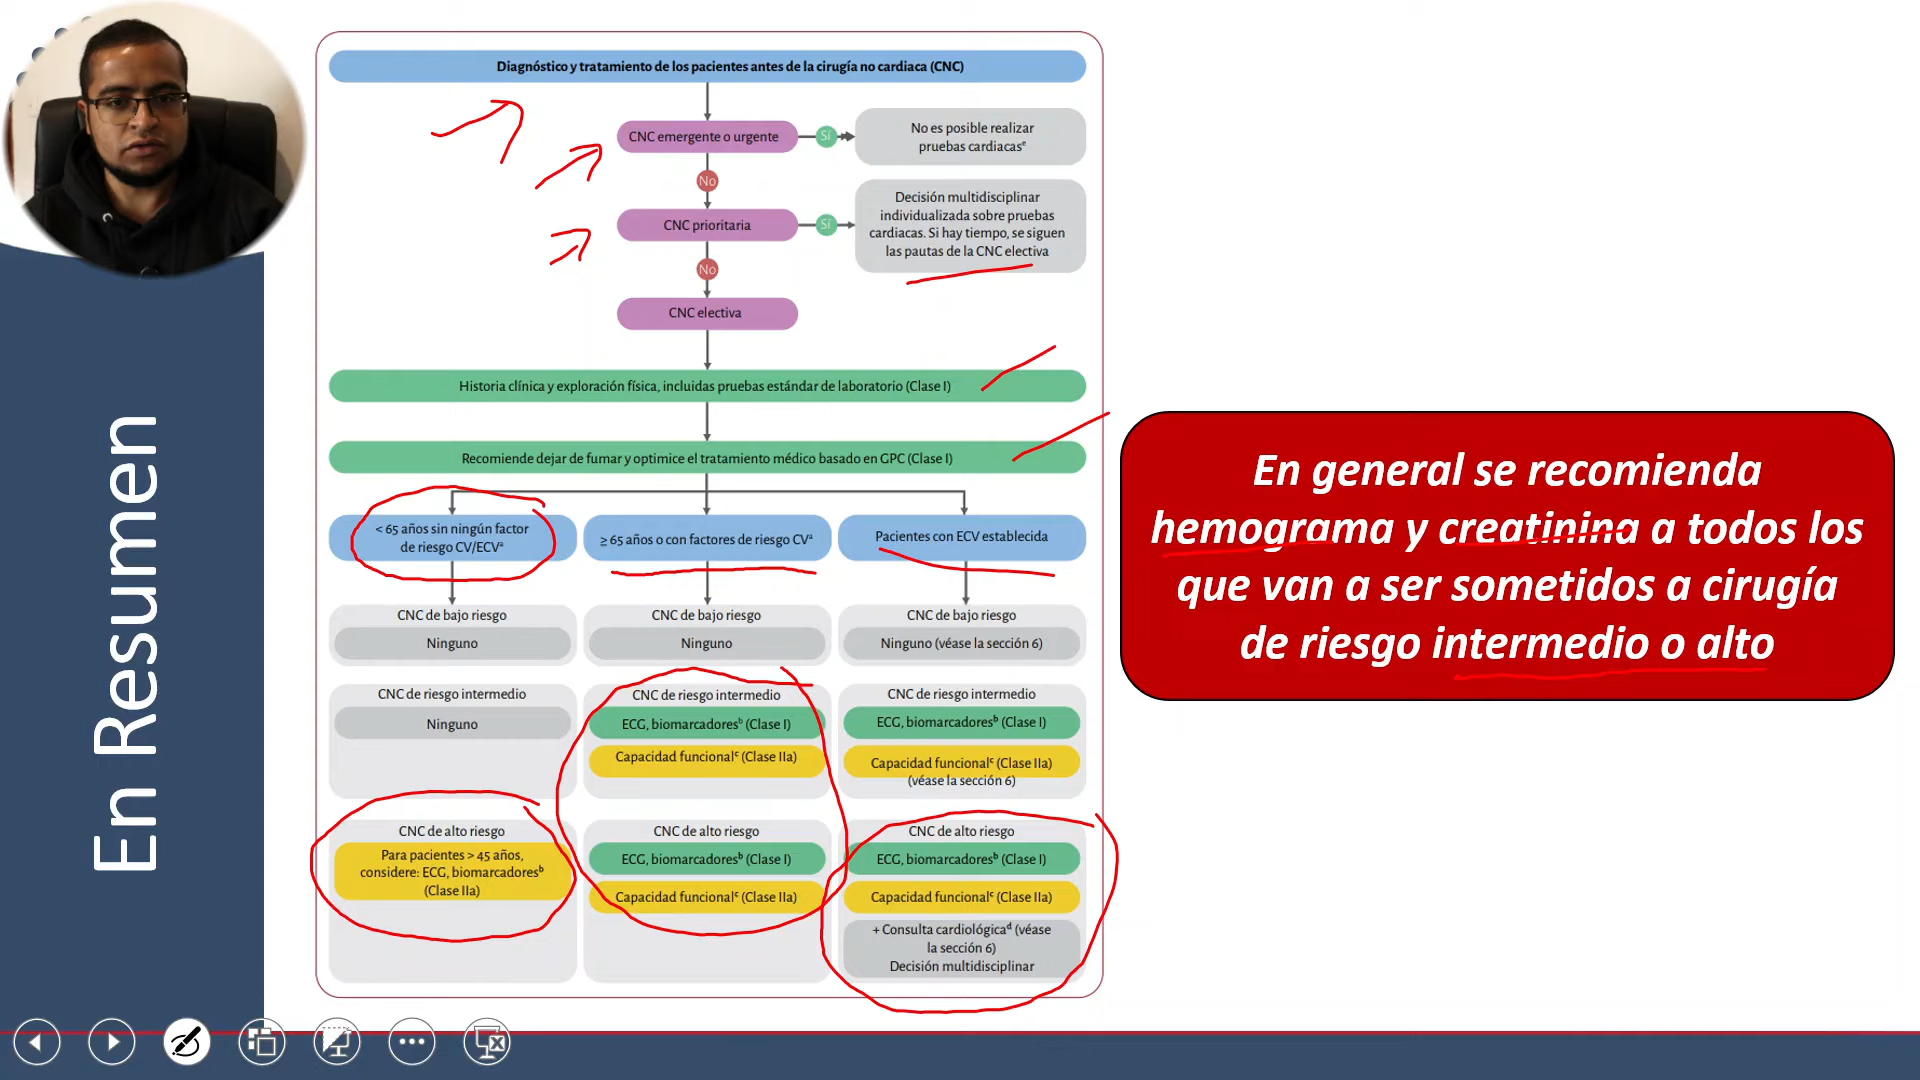 En Resumen
Diagnóstico y tratamiento de los pacientes antes de la cirugía no cardiaca (CNC)
CNC emergente o urgente
Sí
No es posible realizar
pruebas cardiacasᵉ
No
CNC prioritaria
Sí
Decisión multidisciplinar
individualizada sobre pruebas
cardiacas. Si hay tiempo, se siguen
las pautas de la CNC electiva
No
CNC electiva
Historia clínica y exploración física, incluidas pruebas estándar de laboratorio (Clase I)
Recomiende dejar de fumar y optimice el tratamiento médico basado en GPC (Clase I)
< 65 años sin ningún factor
de riesgo CV/ECVᵃ
CNC de bajo riesgo
Ninguno
CNC de riesgo intermedio
Ninguno
CNC de alto riesgo
Para pacientes > 45 años,
considere: ECG, biomarcadoresᵇ
(Clase IIa)
≥ 65 años o con factores de riesgo CVᵃ
CNC de bajo riesgo
Ninguno
CNC de riesgo intermedio
ECG, biomarcadoresᵇ (Clase I)
Capacidad funcionalᶜ (Clase IIa)
CNC de alto riesgo
ECG, biomarcadoresᵇ (Clase I)
Capacidad funcionalᶜ (Clase IIa)
Pacientes con ECV establecida
CNC de bajo riesgo
Ninguno (véase la sección 6)
CNC de riesgo intermedio
ECG, biomarcadoresᵇ (Clase I)
Capacidad funcionalᶜ (Clase IIa)
(véase la sección 6)
CNC de alto riesgo
ECG, biomarcadoresᵇ (Clase I)
Capacidad funcionalᶜ (Clase IIa)
+ Consulta cardiológicaᵈ (véase
la sección 6)
Decisión multidisciplinar
En general se recomienda
hemograma y creatinina a todos los
que van a ser sometidos a cirugía
de riesgo intermedio o alto